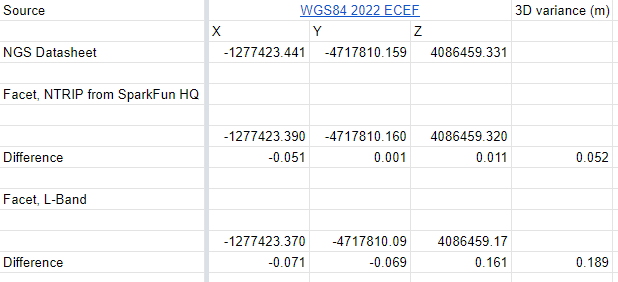 Source WGS84 2022 ECEF 3D variance (m)
X Y Z
NGS Datasheet -1277423.441 -4717810.159 4086459.331
Facet, NTRIP from SparkFun HQ
-1277423.390 -4717810.160 4086459.320
Difference -0.051 0.001 0.011 0.052
Facet, L-Band
-1277423.370 -4717810.09 4086459.17
Difference -0.071 -0.069 0.161 0.189